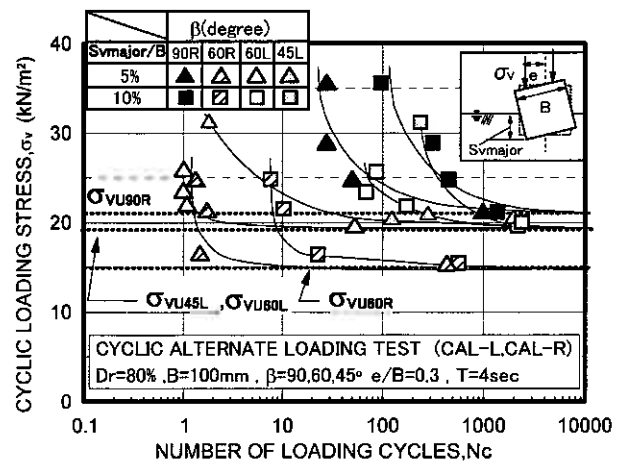 β(degree)
Svmajor/B 90R 60R 60L 45L
5%
10%
σv e
B
Svmajor
40
30
20
10
0
CYCLIC LOADING STRESS,σv (kN/m²)
σVU90R
σVU45L ,σVU60L σVU60R
CYCLIC ALTERNATE LOADING TEST (CAL-L,CAL-R)
Dr=80% ,B=100mm , β=90,60,45° e/B=0.3 , T=4sec
0.1 1 10 100 1000 10000
NUMBER OF LOADING CYCLES,Nc